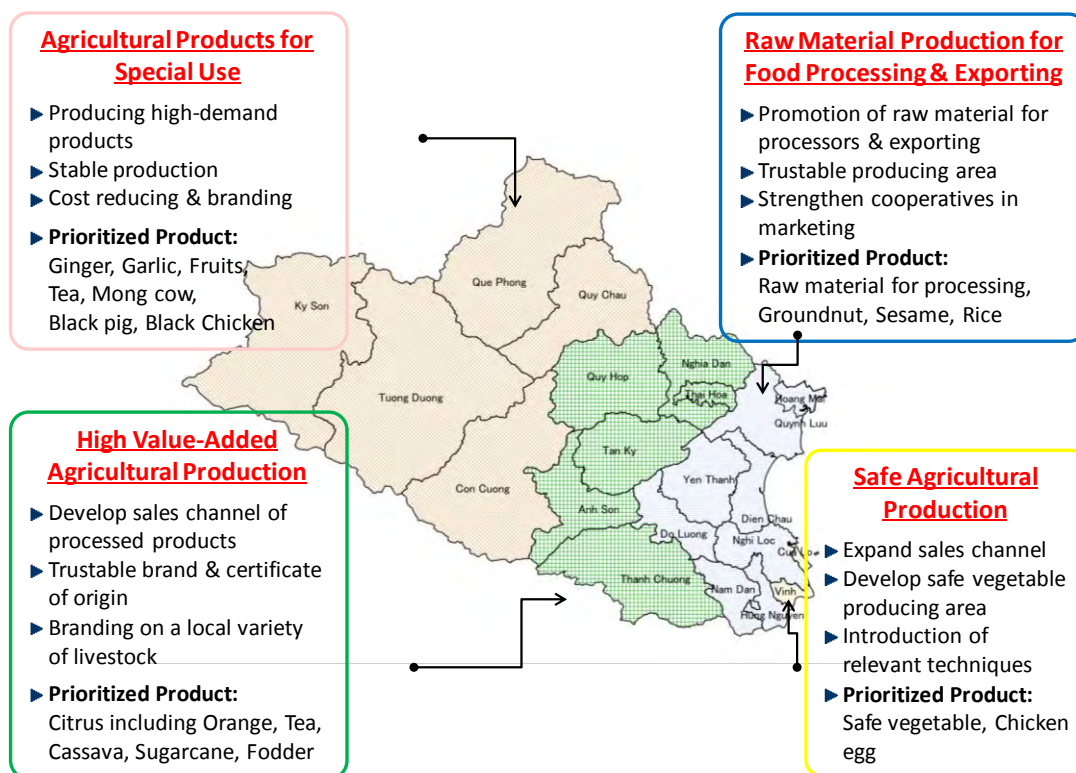 Agricultural Products for
Special Use
Producing high-demand
products
Stable production
Cost reducing & branding
Prioritized Product:
Ginger, Garlic, Fruits,
Tea, Mong cow,
Black pig, Black Chicken
Raw Material Production for
Food Processing & Exporting
Promotion of raw material for
processors & exporting
Trustable producing area
Strengthen cooperatives in
marketing
Prioritized Product:
Raw material for processing,
Groundnut, Sesame, Rice
Ky Son
Que Phong
Quy Chau
Tuong Duong
Quy Hop
Nghia Dan
Thai Hoa
Hoang Mai
Quynh Luu
Tan Ky
Con Cuong
Yen Thanh
Anh Son
Dien Chau
Do Luong
Nghi Loc
Thanh Chuong
Nam Dan
Vinh
Hung Nguyen
High Value-Added
Agricultural Production
Develop sales channel of
processed products
Trustable brand & certificate
of origin
Branding on a local variety
of livestock
Prioritized Product:
Citrus including Orange, Tea,
Cassava, Sugarcane, Fodder
Safe Agricultural
Production
Expand sales channel
Develop safe vegetable
producing area
Introduction of
relevant techniques
Prioritized Product:
Safe vegetable, Chicken
egg